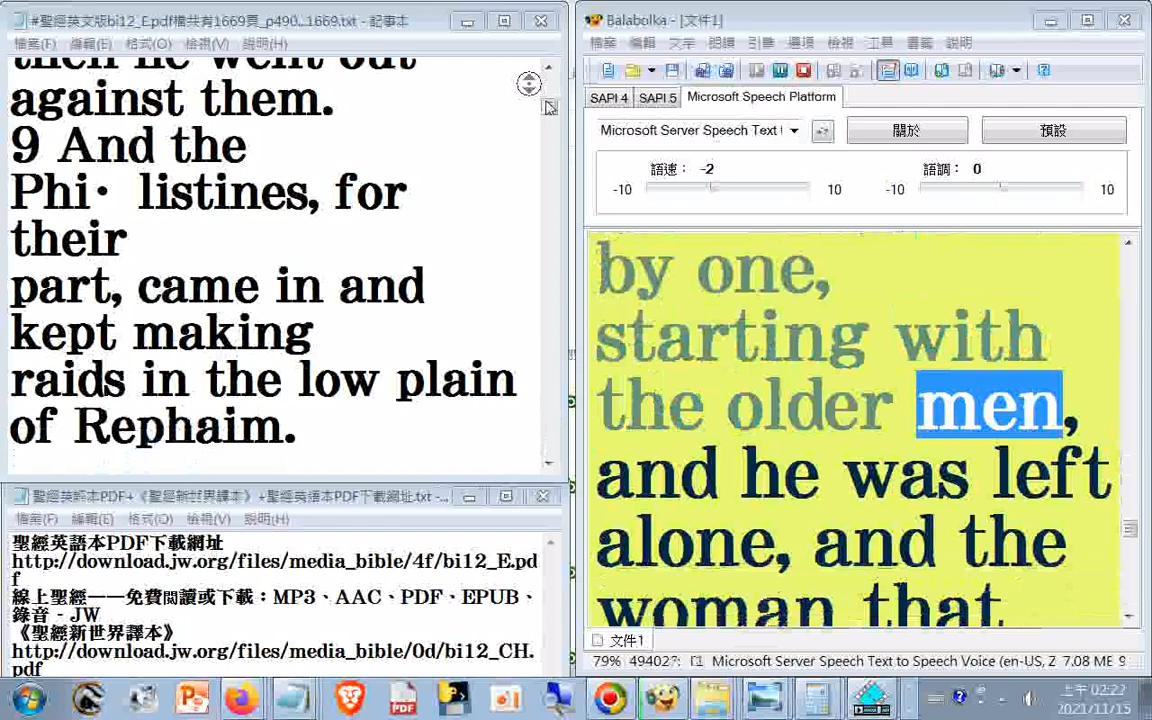 #聖經英文版bi12_E.pdf檔共有1669頁_p490...1669.txt - 記事本
檔案(F) 編輯(E) 格式(O) 檢視(V) 說明(H)
then he went out
against them.
9 And the
Phi· listines, for
their
part, came in and
kept making
raids in the low plain
of Rephaim.
聖經英譯本PDF+《聖經新世界譯本》+聖經英語本PDF下載網址.txt - ...
檔案(F) 編輯(E) 格式(O) 檢視(V) 說明(H)
聖經英語本PDF下載網址
http://download.jw.org/files/media_bible/4f/bi12_E.pd
f
線上聖經——免費閱讀或下載：MP3、AAC、PDF、EPUB、
錄音 - JW
《聖經新世界譯本》
http://download.jw.org/files/media_bible/0d/bi12_CH.
pdf
Balabolka - [文件1]
檔案 編輯 文字 朗讀 引擎 選項 檢視 工具 書籤 說明
SAPI 4 SAPI 5 Microsoft Speech Platform
Microsoft Server Speech Text 關於 預設
語速： -2 語調： 0
-10 10 -10 10
by one,
starting with
the older men,
and he was left
alone, and the
woman that
文件1
79% Microsoft Server Speech Text to Speech Voice (en-US, Z 7.08 ME 9
上午 02:22
2021/11/15